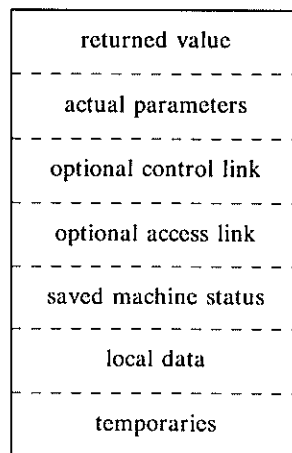 returned value
actual parameters
optional control link
optional access link
saved machine status
local data
temporaries